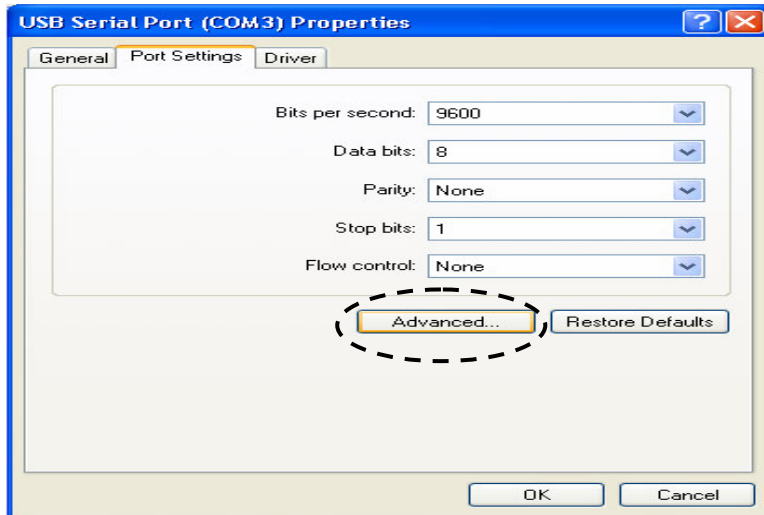 USB Serial Port (COM3) Properties
General Port Settings Driver
Bits per second: 9600
Data bits: 8
Parity: None
Stop bits: 1
Flow control: None
Advanced... Restore Defaults
OK Cancel